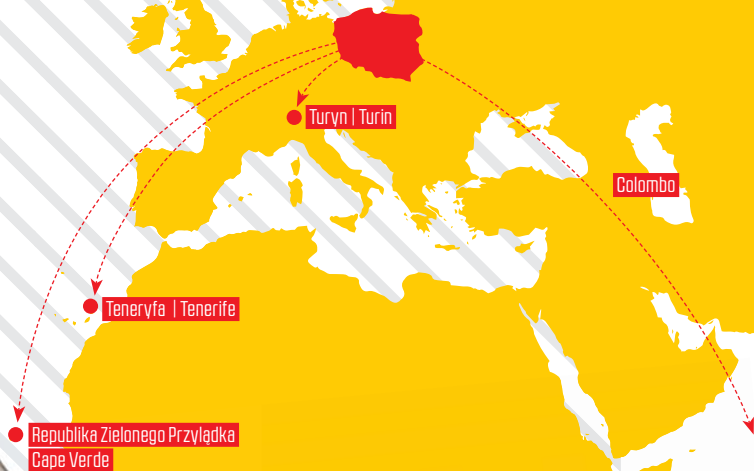 Turyn | Turin
Colombo
Teneryfa | Tenerife
Republika Zielonego Przylądka
Cape Verde